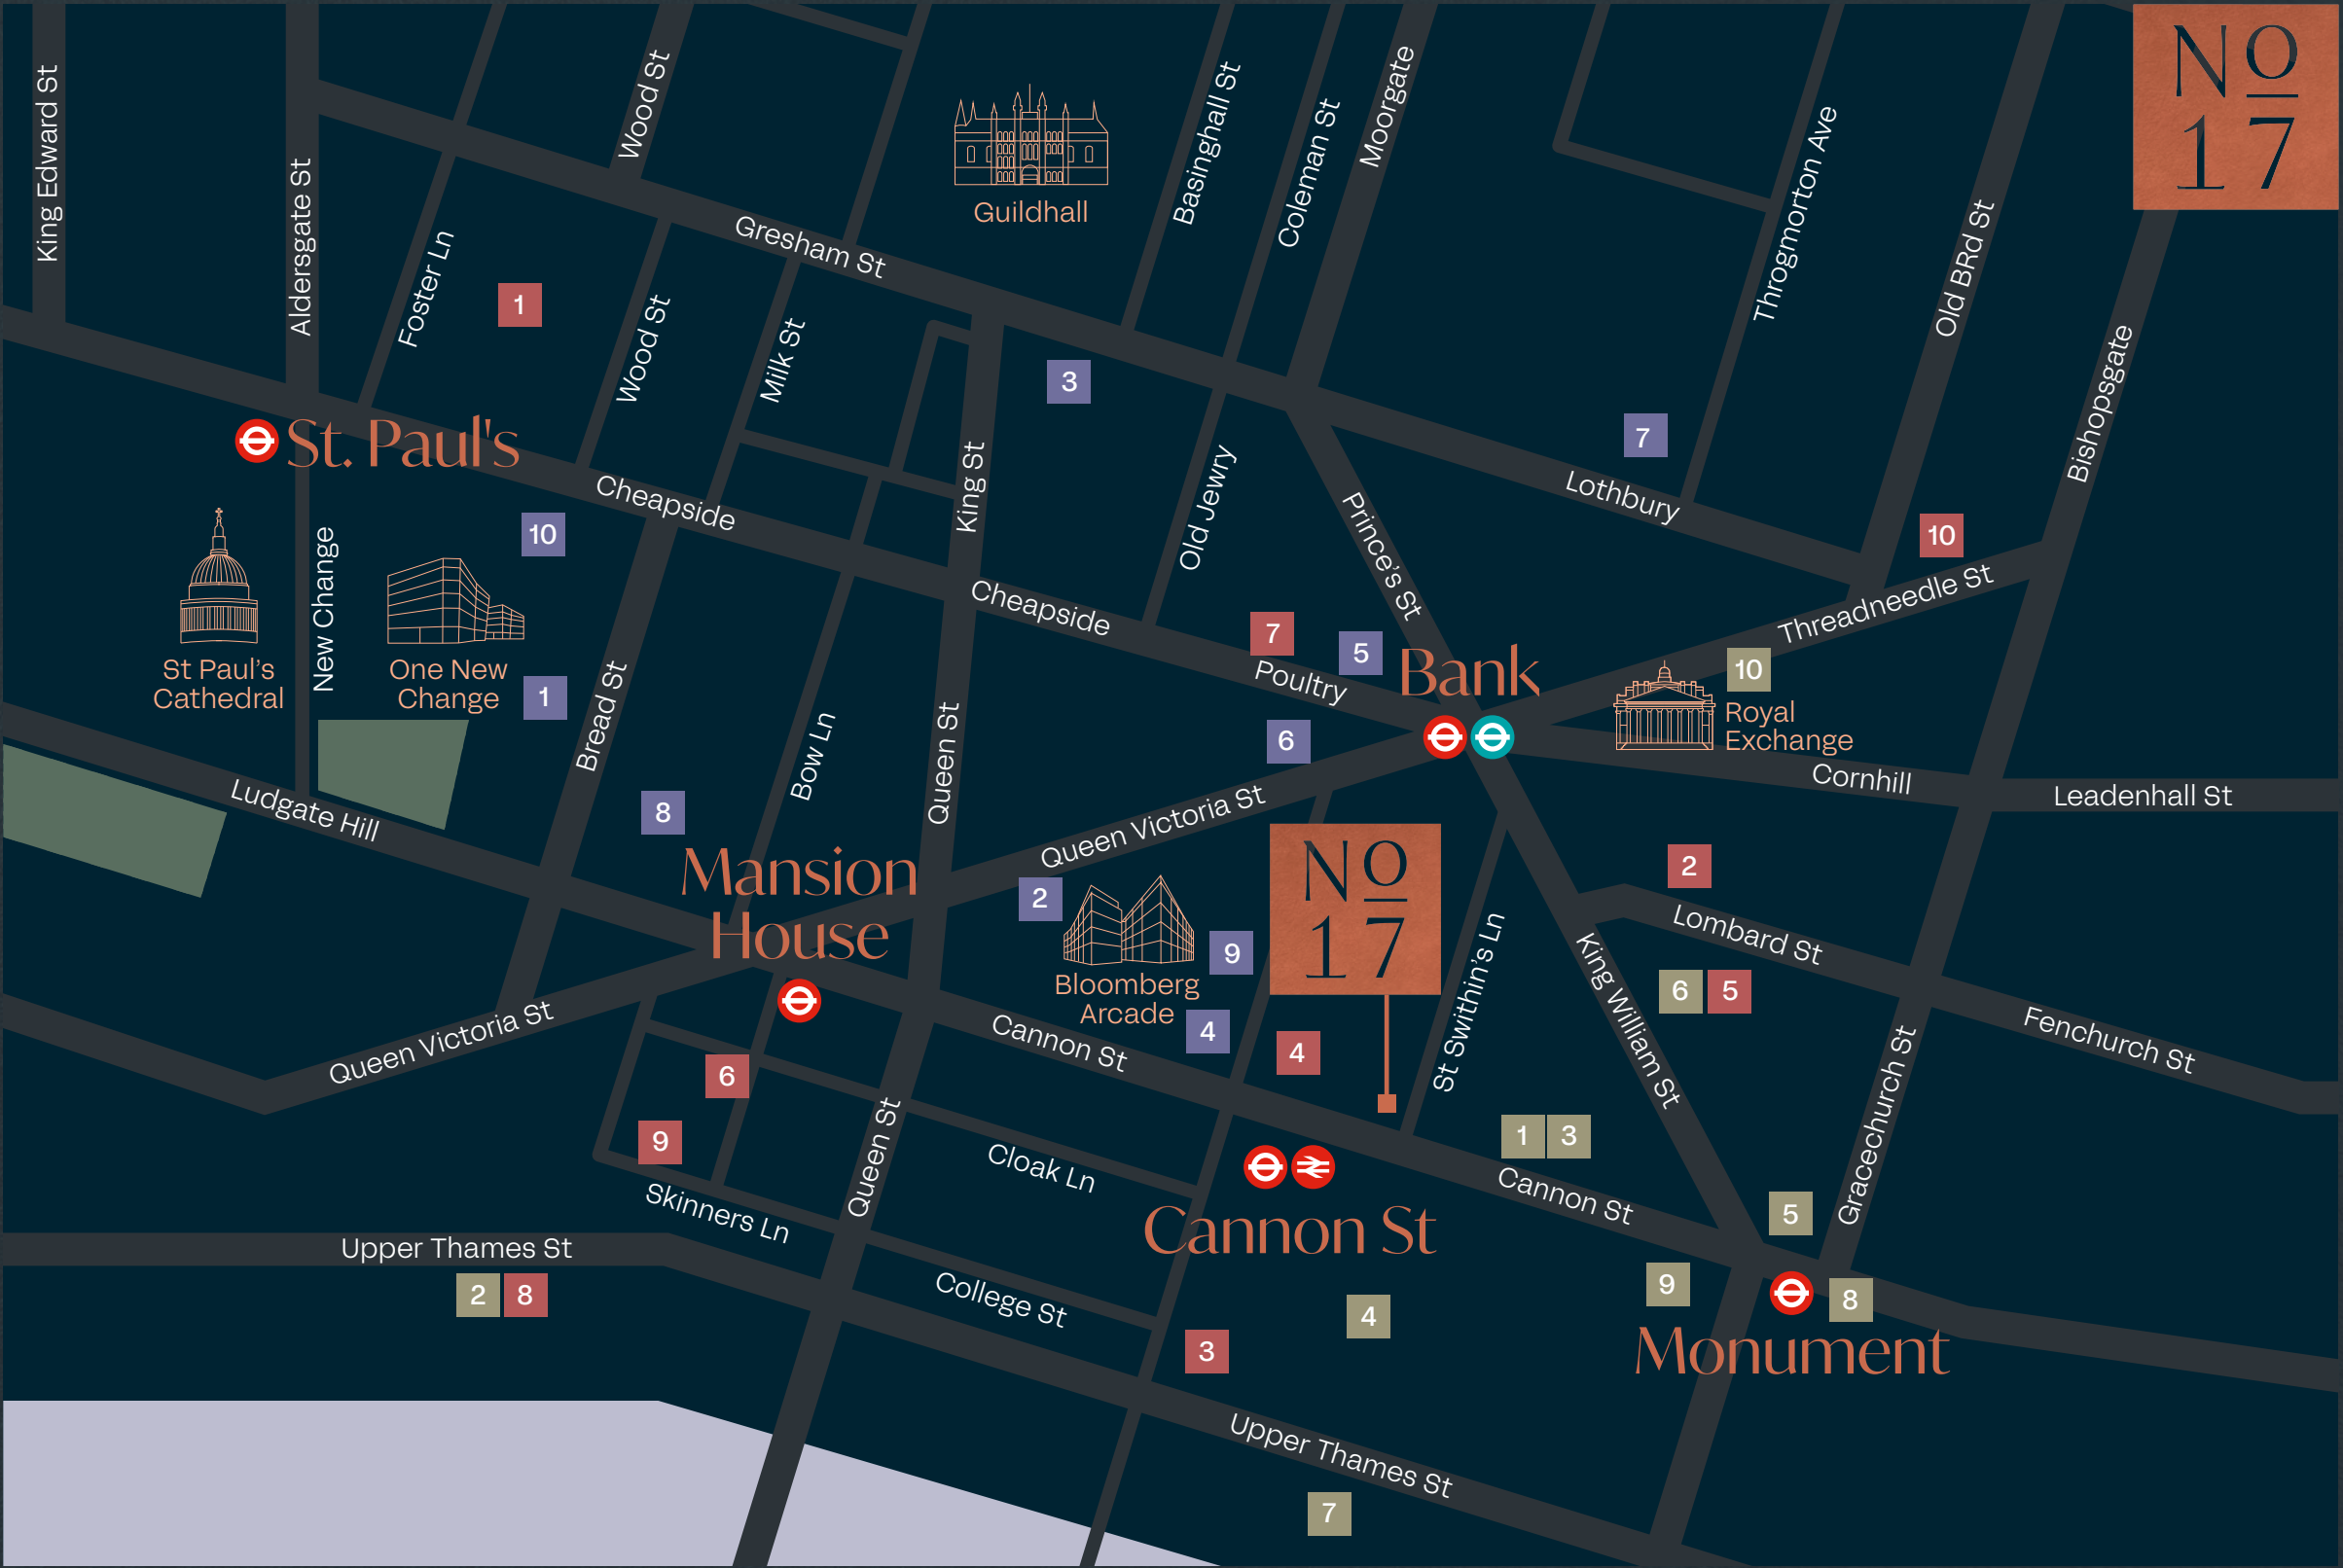 King Edward St
Aldersgate St
Foster Ln
Wood St
Wood St
Milk St
Gresham St
Guildhall
Basinghall St
Coleman St
Moorgate
Throgmorton Ave
Old BRd St
Bishopsgate
NO
17
1
3
7
King St
Old Jewry
Prince's St
Lothbury
10
Threadneedle St
St. Paul's
Cheapside
10
Cheapside
New Change
St Paul's
Cathedral
One New
Change
1
Bread St
Bow Ln
Queen St
7
5
Poultry
6
Bank
10
Royal
Exchange
Cornhill
Leadenhall St
Ludgate Hill
8
Mansion
House
Queen Victoria St
2
Bloomberg
Arcade
9
4
NO
17
4
St Swithin's Ln
King William St
2
Lombard St
6
5
Fenchurch St
Gracechurch St
Queen Victoria St
Cannon St
6
9
Skinners Ln
Queen St
Cloak Ln
College St
Cannon St
1
3
Cannon St
5
9
8
Monument
Upper Thames St
2
8
3
4
Upper Thames St
7